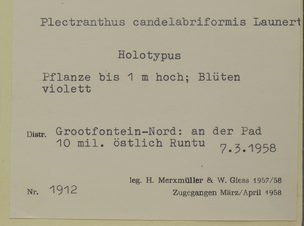 Plectranthus candelabriformis Launert
Holotypus
Pflanze bis 1 m hoch; Blüten
violett
Distr. Grootfontein-Nord: an der Pad
10 mil. östlich Runtu
7.3.1958
leg. H. Merxmüller & W. Giess 1957/58
Nr. 1912
Zugegangen März/April 1958